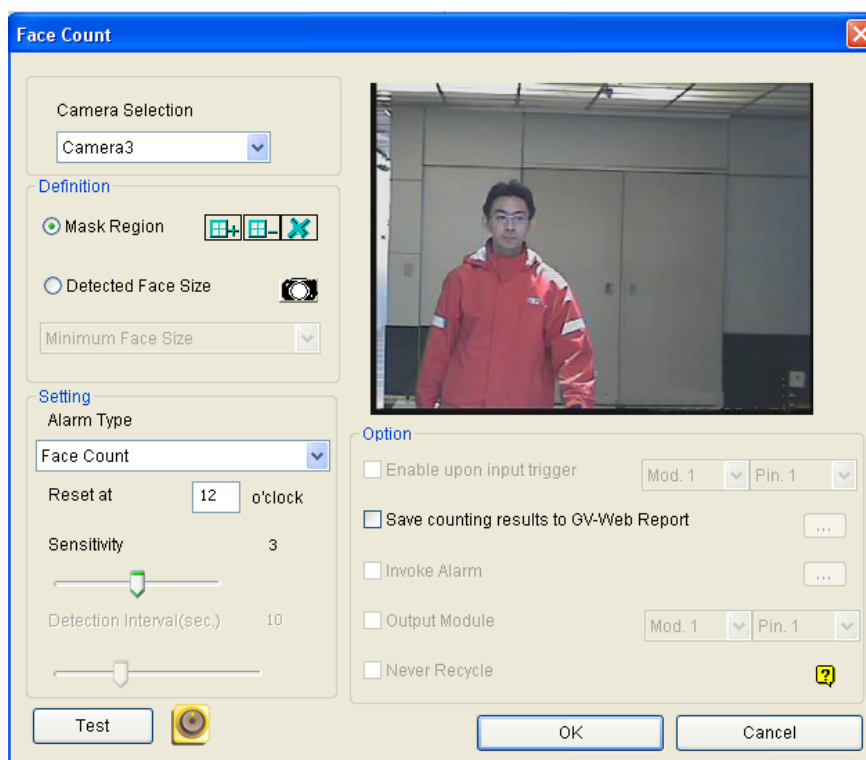 Face Count
Camera Selection
Camera3
Definition
Mask Region
Detected Face Size
Minimum Face Size
Setting
Alarm Type
Face Count
Reset at 12 o'clock
Sensitivity 3
Detection Interval(sec.) 10
Test
Option
Enable upon input trigger Mod. 1 Pin. 1
Save counting results to GV-Web Report ...
Invoke Alarm ...
Output Module Mod. 1 Pin. 1
Never Recycle
OK Cancel